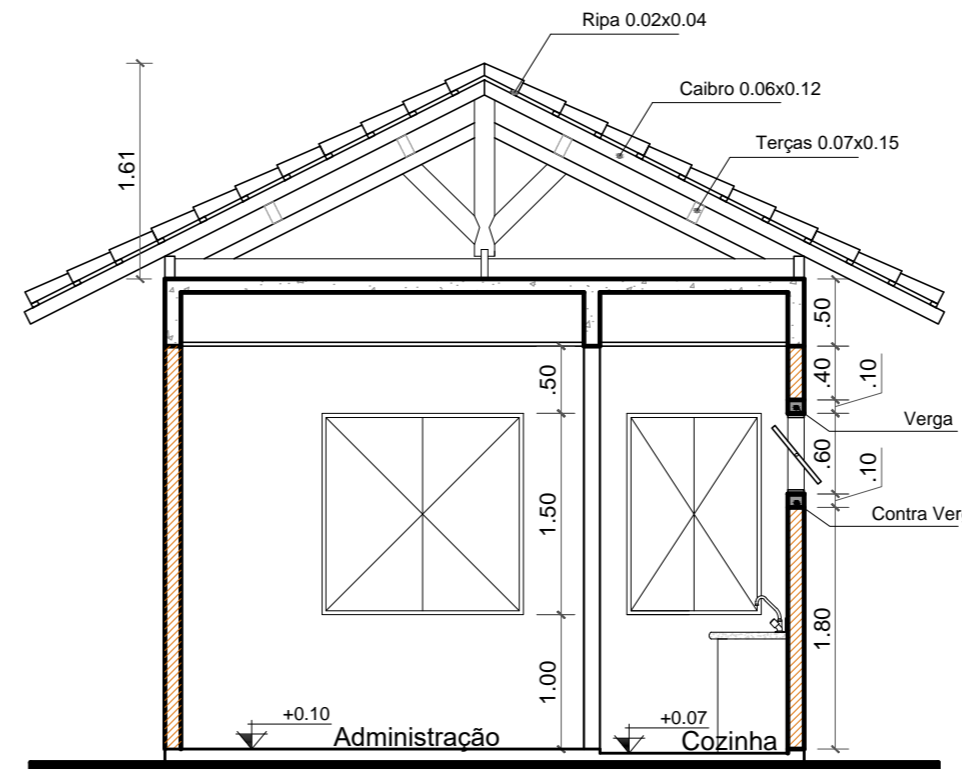 Ripa 0.02x0.04
Caibro 0.06x0.12
Terças 0.07x0.15
1.61
.50
.50
.40
.10
Verga
.60
.10
Contra Ver
1.50
1.80
1.00
+0.10
Administração
+0.07
Cozinha